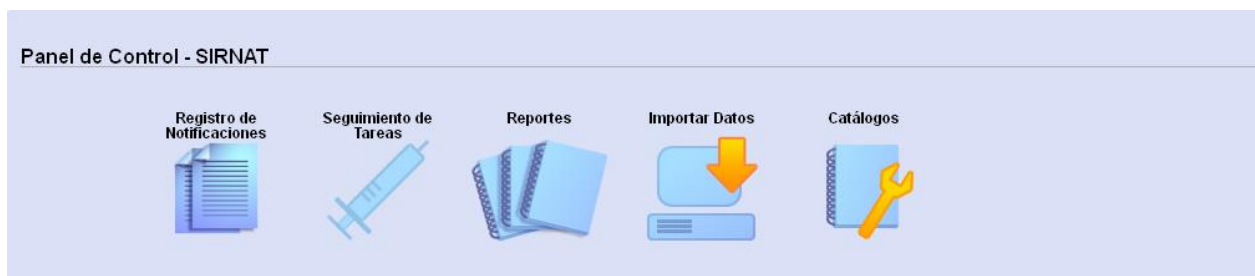 Panel de Control - SIRNAT
Registro de
Notificaciones
Seguimiento de
Tareas
Reportes
Importar Datos
Catálogos